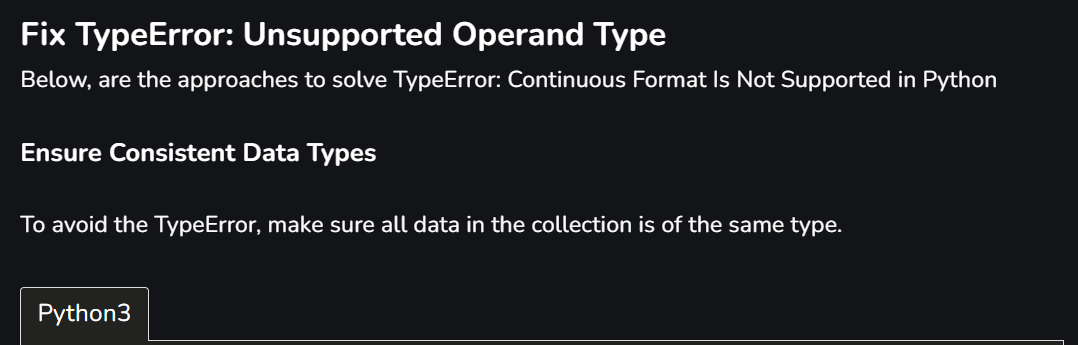 Fix TypeError: Unsupported Operand Type
Below, are the approaches to solve TypeError: Continuous Format Is Not Supported in Python
Ensure Consistent Data Types
To avoid the TypeError, make sure all data in the collection is of the same type.
Python3